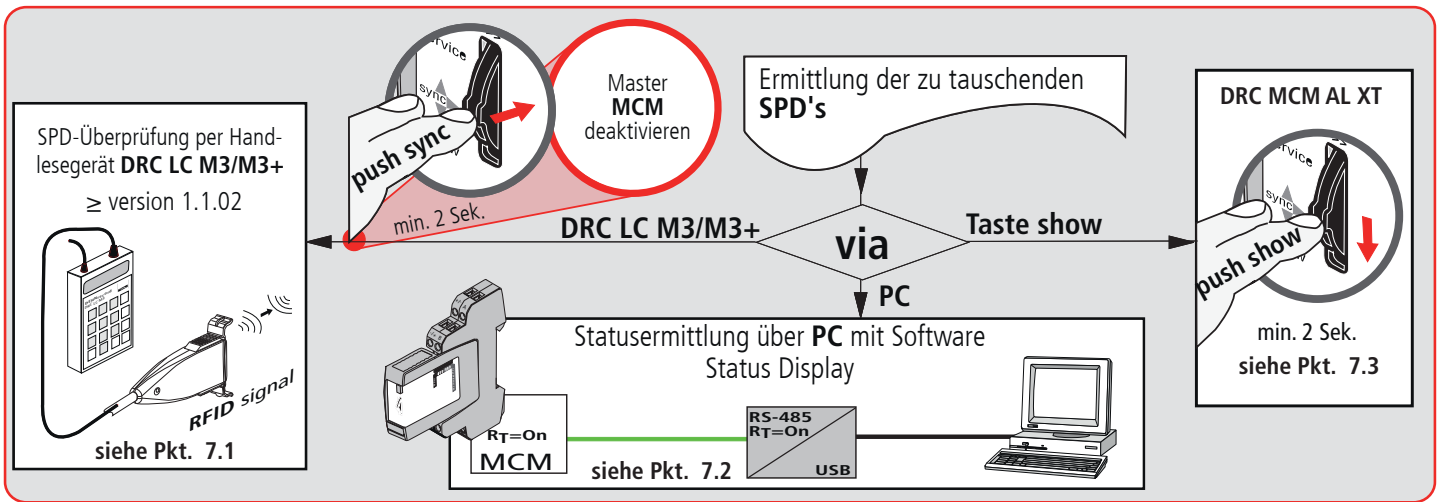 SPD-Überprüfung per Hand-
lesegerät DRC LC M3/M3+
≥ version 1.1.02
RFID signal
siehe Pkt. 7.1
sync
push sync
min. 2 Sek.
Master
MCM
deaktivieren
Ermittlung der zu tauschenden
SPD's
DRC LC M3/M3+
via
Taste show
PC
Statusermittlung über PC mit Software
Status Display
RT=On
MCM
siehe Pkt. 7.2
RS-485
RT=On
USB
DRC MCM AL XT
sync
push show
min. 2 Sek.
siehe Pkt. 7.3